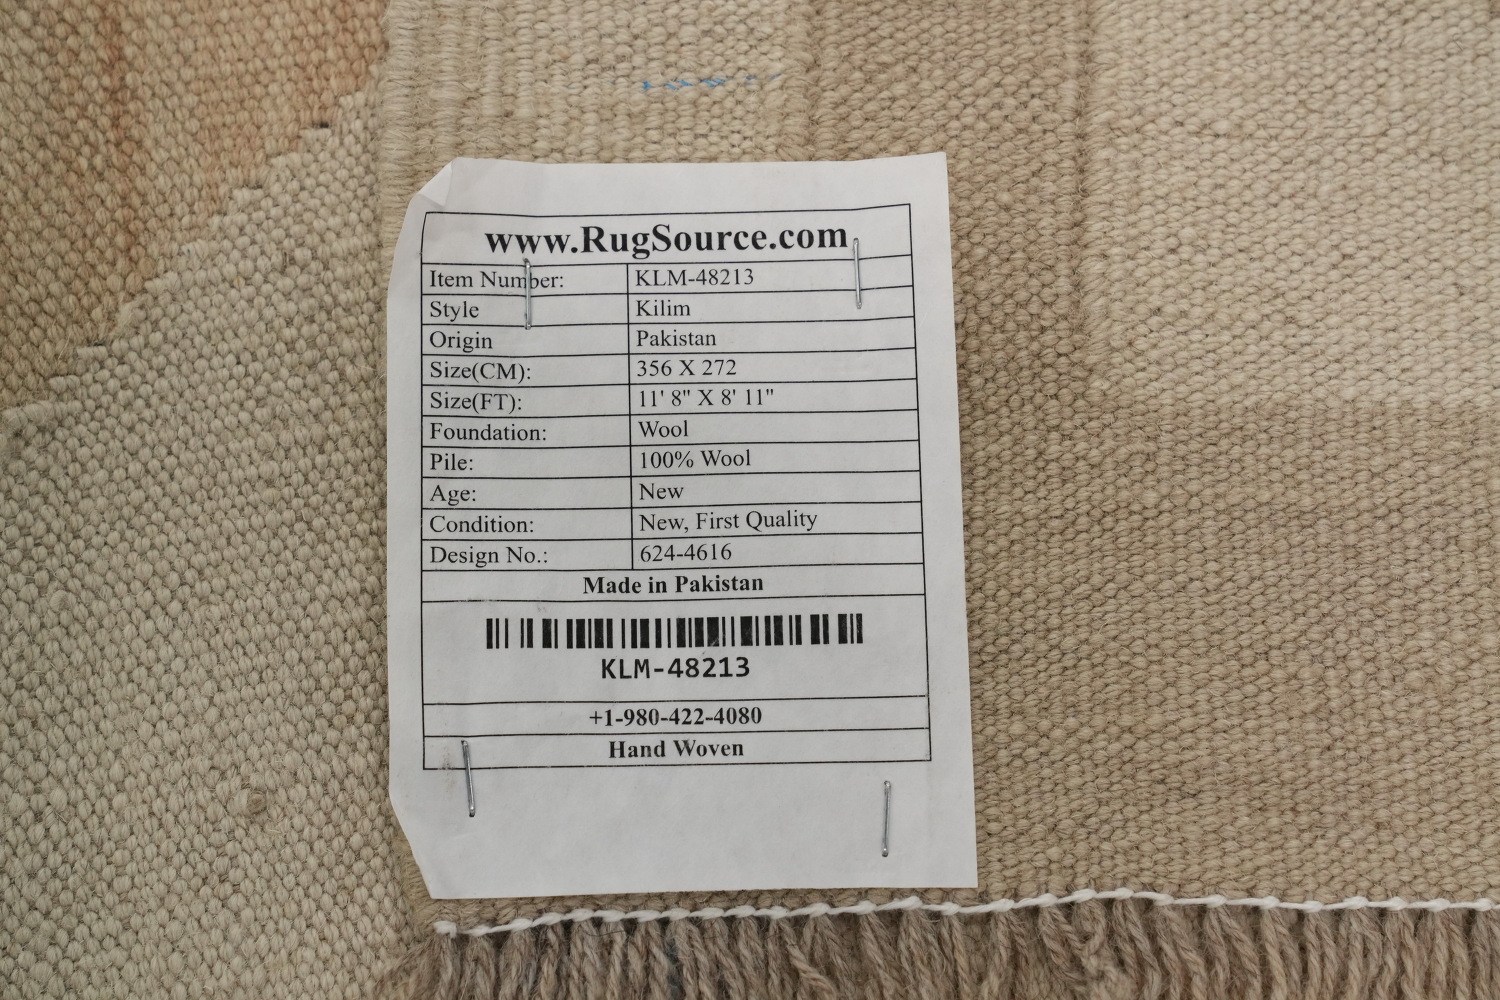 www.RugSource.com
Item Number: KLM-48213
Style Kilim
Origin Pakistan
Size(CM): 356 X 272
Size(FT): 11' 8" X 8' 11"
Foundation: Wool
Pile: 100% Wool
Age: New
Condition: New, First Quality
Design No.: 624-4616
Made in Pakistan
KLM-48213
+1-980-422-4080
Hand Woven